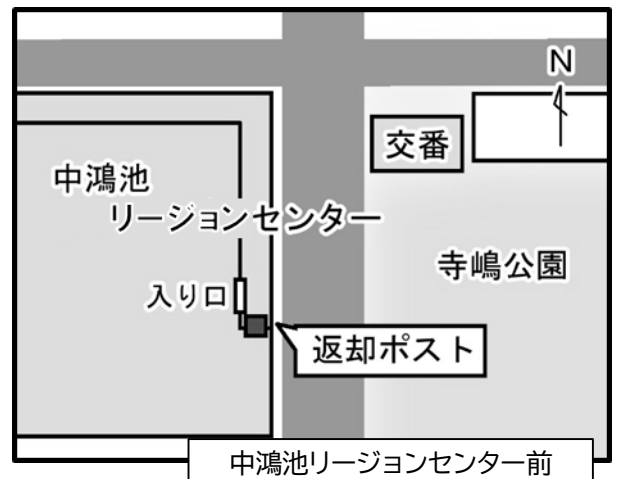 N
交番
中鴻池
リージョンセンター
寺嶋公園
入り口
返却ポスト
中鴻池リージョンセンター前